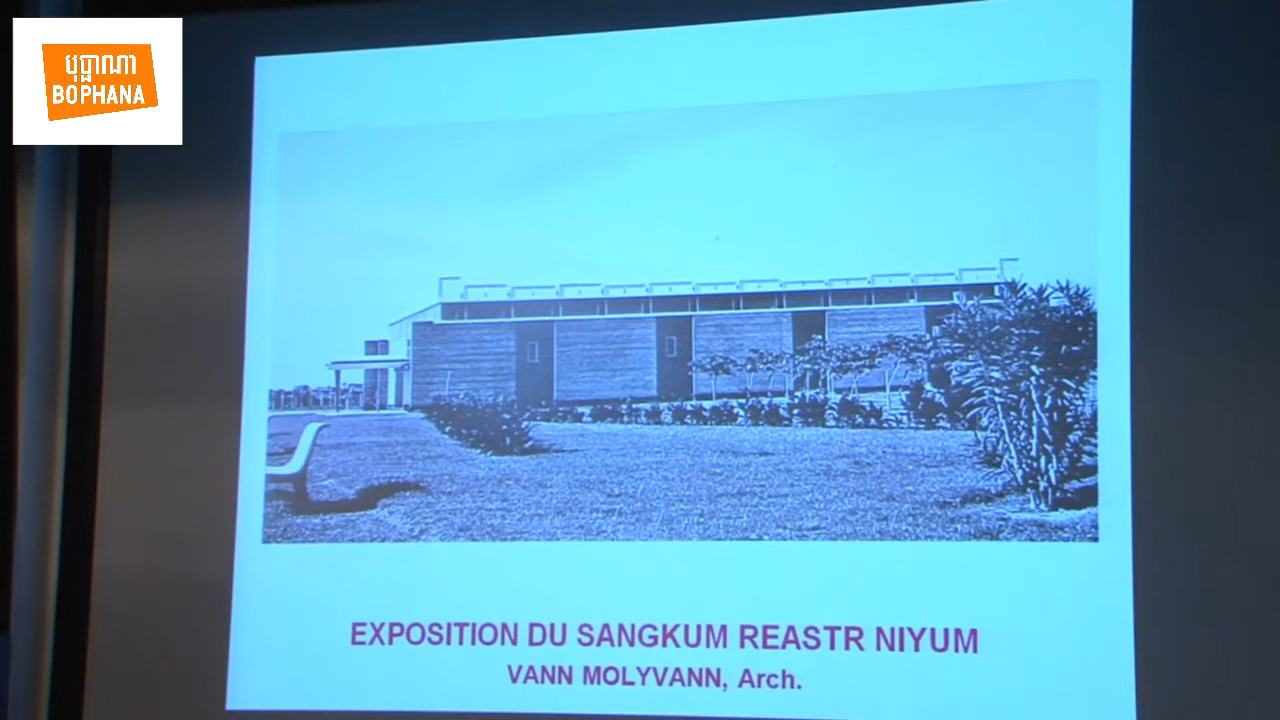 បុប្ផាណា
BOPHANA
EXPOSITION DU SANGKUM REASTR NIYUM
VANN MOLYVANN, Arch.